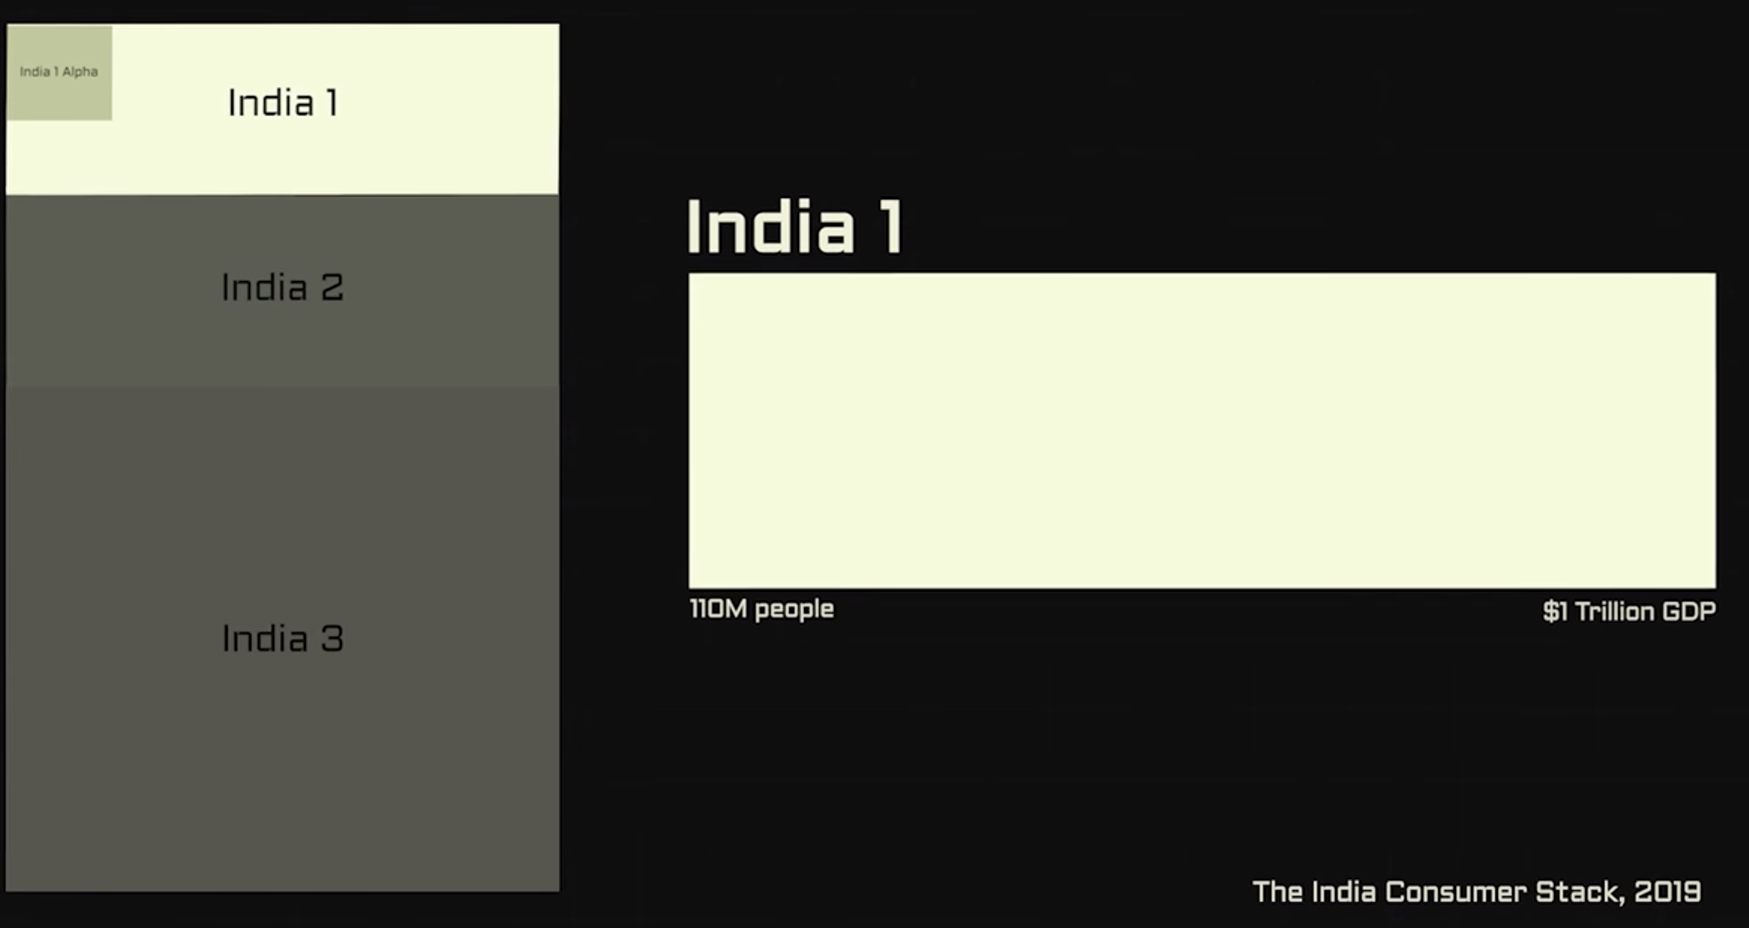 India 1 Alpha
India 1
India 2
India 3
India 1
110M people
$1 Trillion GDP
The India Consumer Stack, 2019